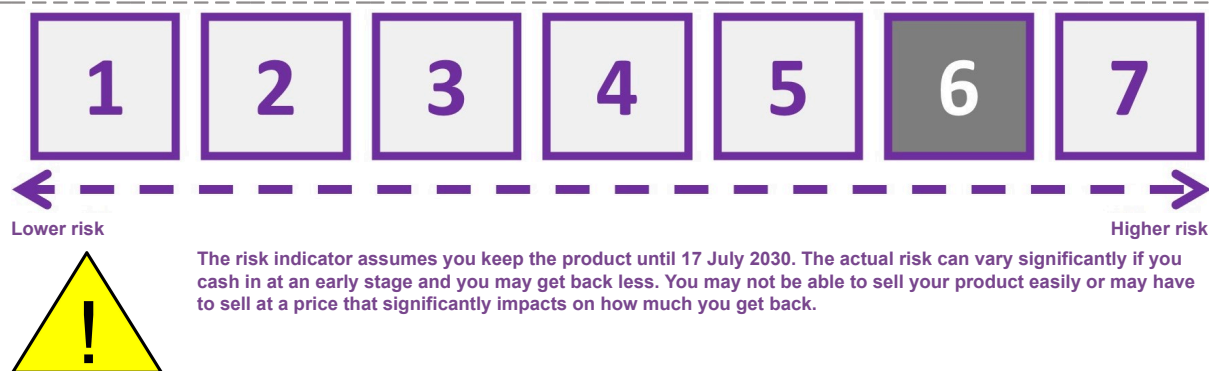 1 2 3 4 5 6 7
Lower risk Higher risk
!
The risk indicator assumes you keep the product until 17 July 2030. The actual risk can vary significantly if you
cash in at an early stage and you may get back less. You may not be able to sell your product easily or may have
to sell at a price that significantly impacts on how much you get back.